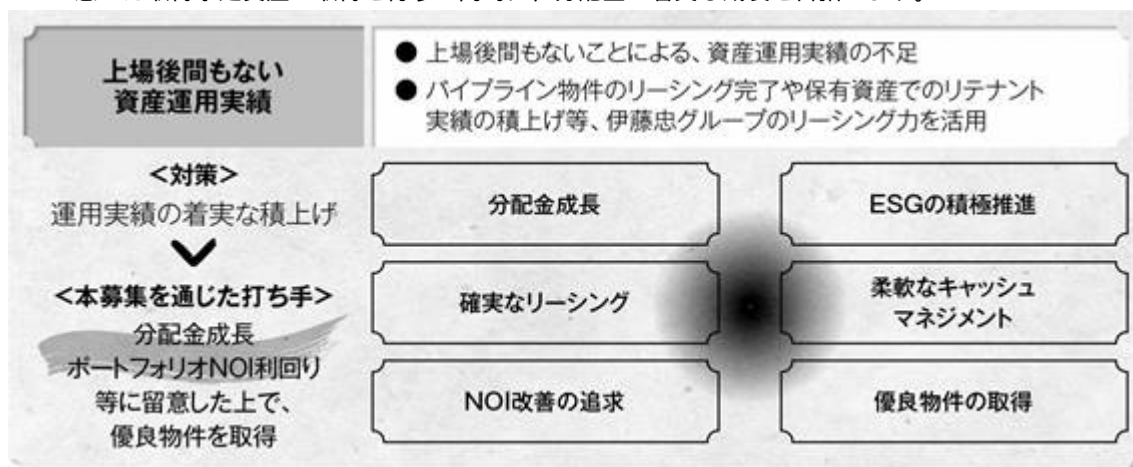 上場後間もない
資産運用実績
● 上場後間もないことによる、資産運用実績の不足
● パイプライン物件のリーシング完了や保有資産でのリテナント
実績の積上げ等、伊藤忠グループのリーシング力を活用
<対策>
運用実績の着実な積上げ
<本募集を通じた打ち手>
分配金成長
ポートフォリオNOI利回り
等に留意した上で、
優良物件を取得
分配金成長
ESGの積極推進
確実なリーシング
柔軟なキャッシュ
マネジメント
NOI改善の追求
優良物件の取得